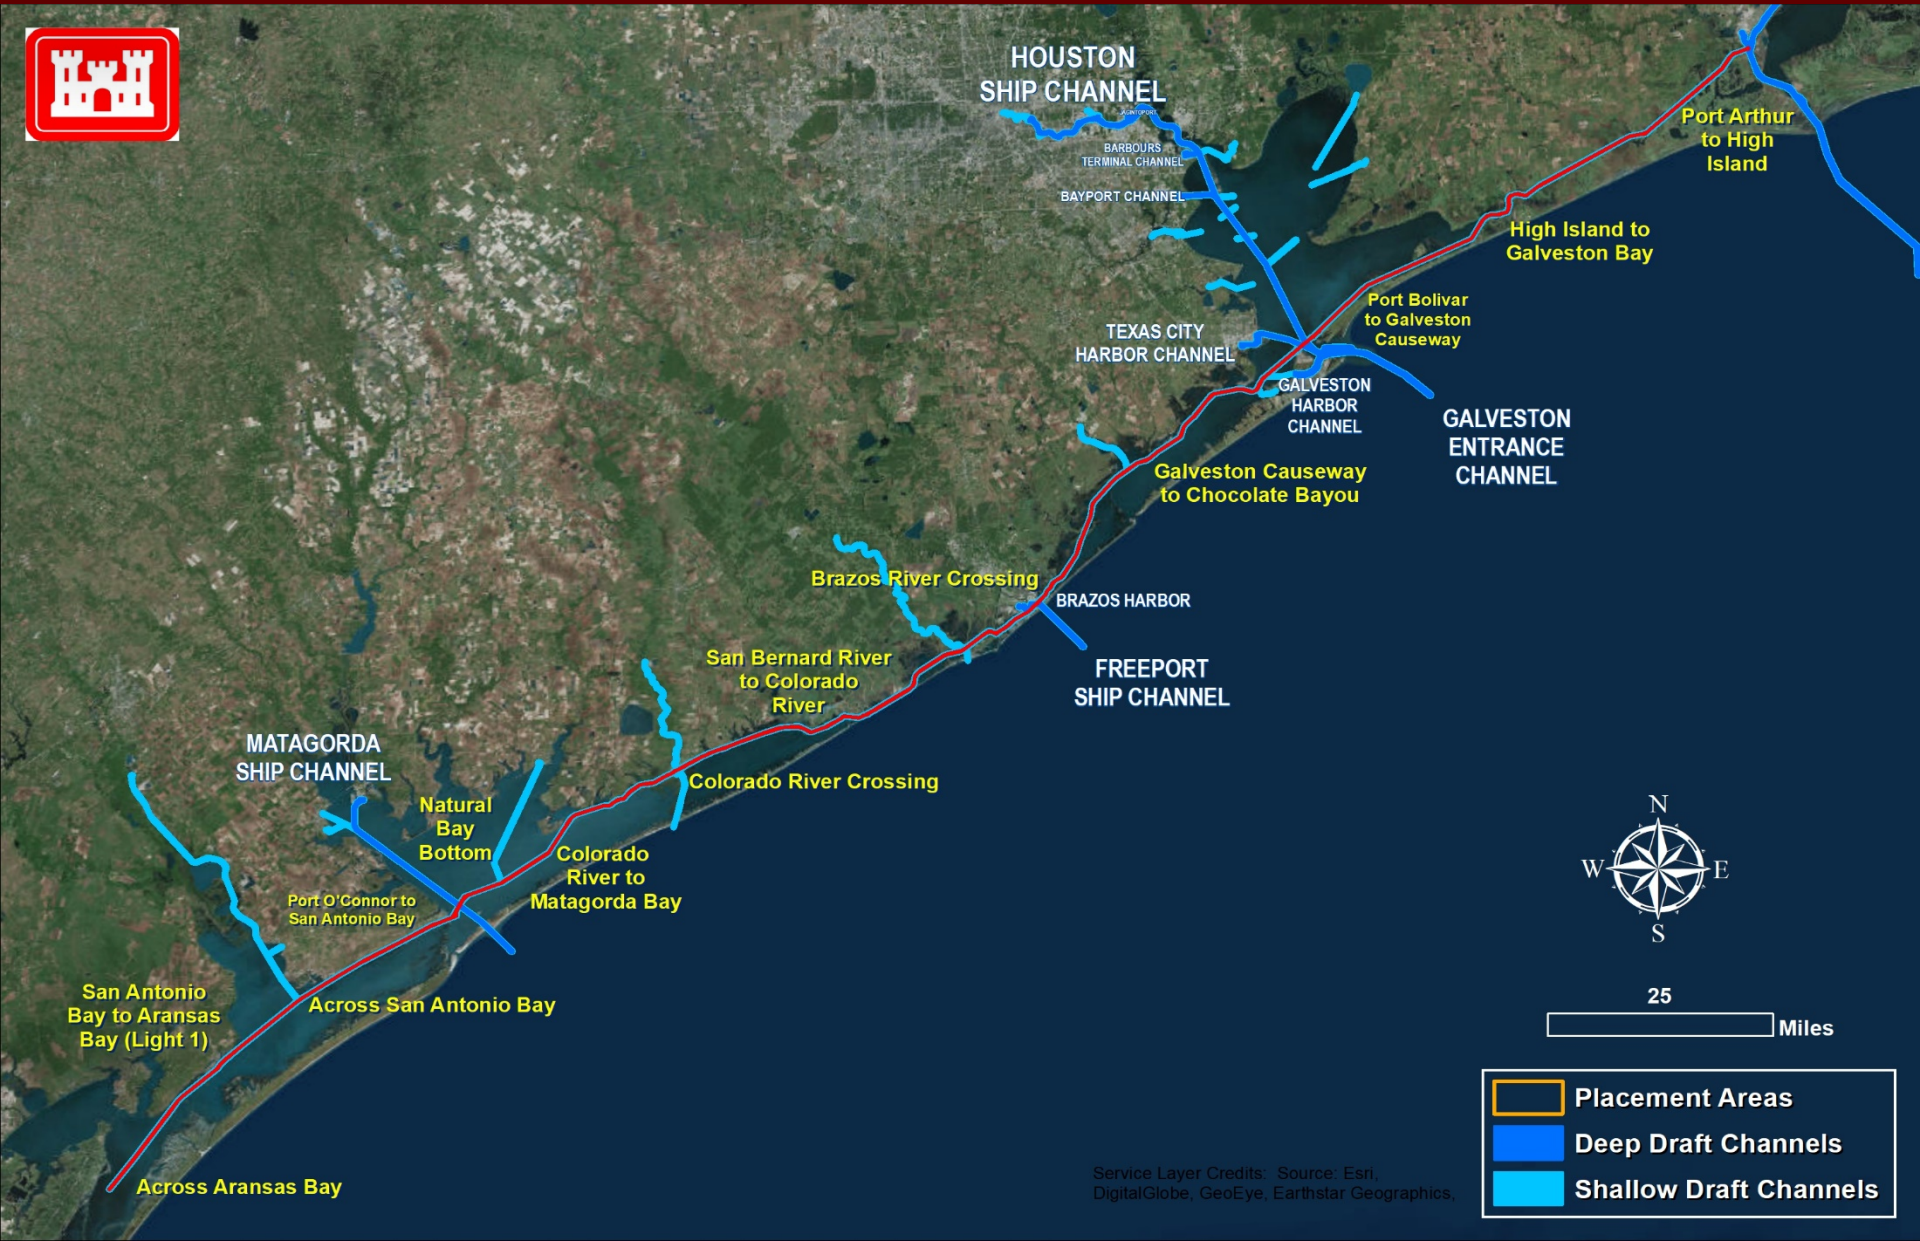 HOUSTON
SHIP CHANNEL
JACINTOPORT
BARBOURS
TERMINAL CHANNEL
BAYPORT CHANNEL
Port Arthur
to High
Island
High Island to
Galveston Bay
Port Bolivar
to Galveston
Causeway
TEXAS CITY
HARBOR CHANNEL
GALVESTON
HARBOR
CHANNEL
GALVESTON
ENTRANCE
CHANNEL
Galveston Causeway
to Chocolate Bayou
Brazos River Crossing
BRAZOS HARBOR
FREEPORT
SHIP CHANNEL
San Bernard River
to Colorado
River
MATAGORDA
SHIP CHANNEL
Colorado River Crossing
Natural
Bay
Bottom
Colorado
River to
Matagorda Bay
Port O'Connor to
San Antonio Bay
San Antonio
Bay to Aransas
Bay (Light 1)
Across San Antonio Bay
Across Aransas Bay
N
W
E
S
25
Miles
Placement Areas
Deep Draft Channels
Shallow Draft Channels
Service Layer Credits: Source: Esri,
DigitalGlobe, GeoEye, Earthstar Geographics,